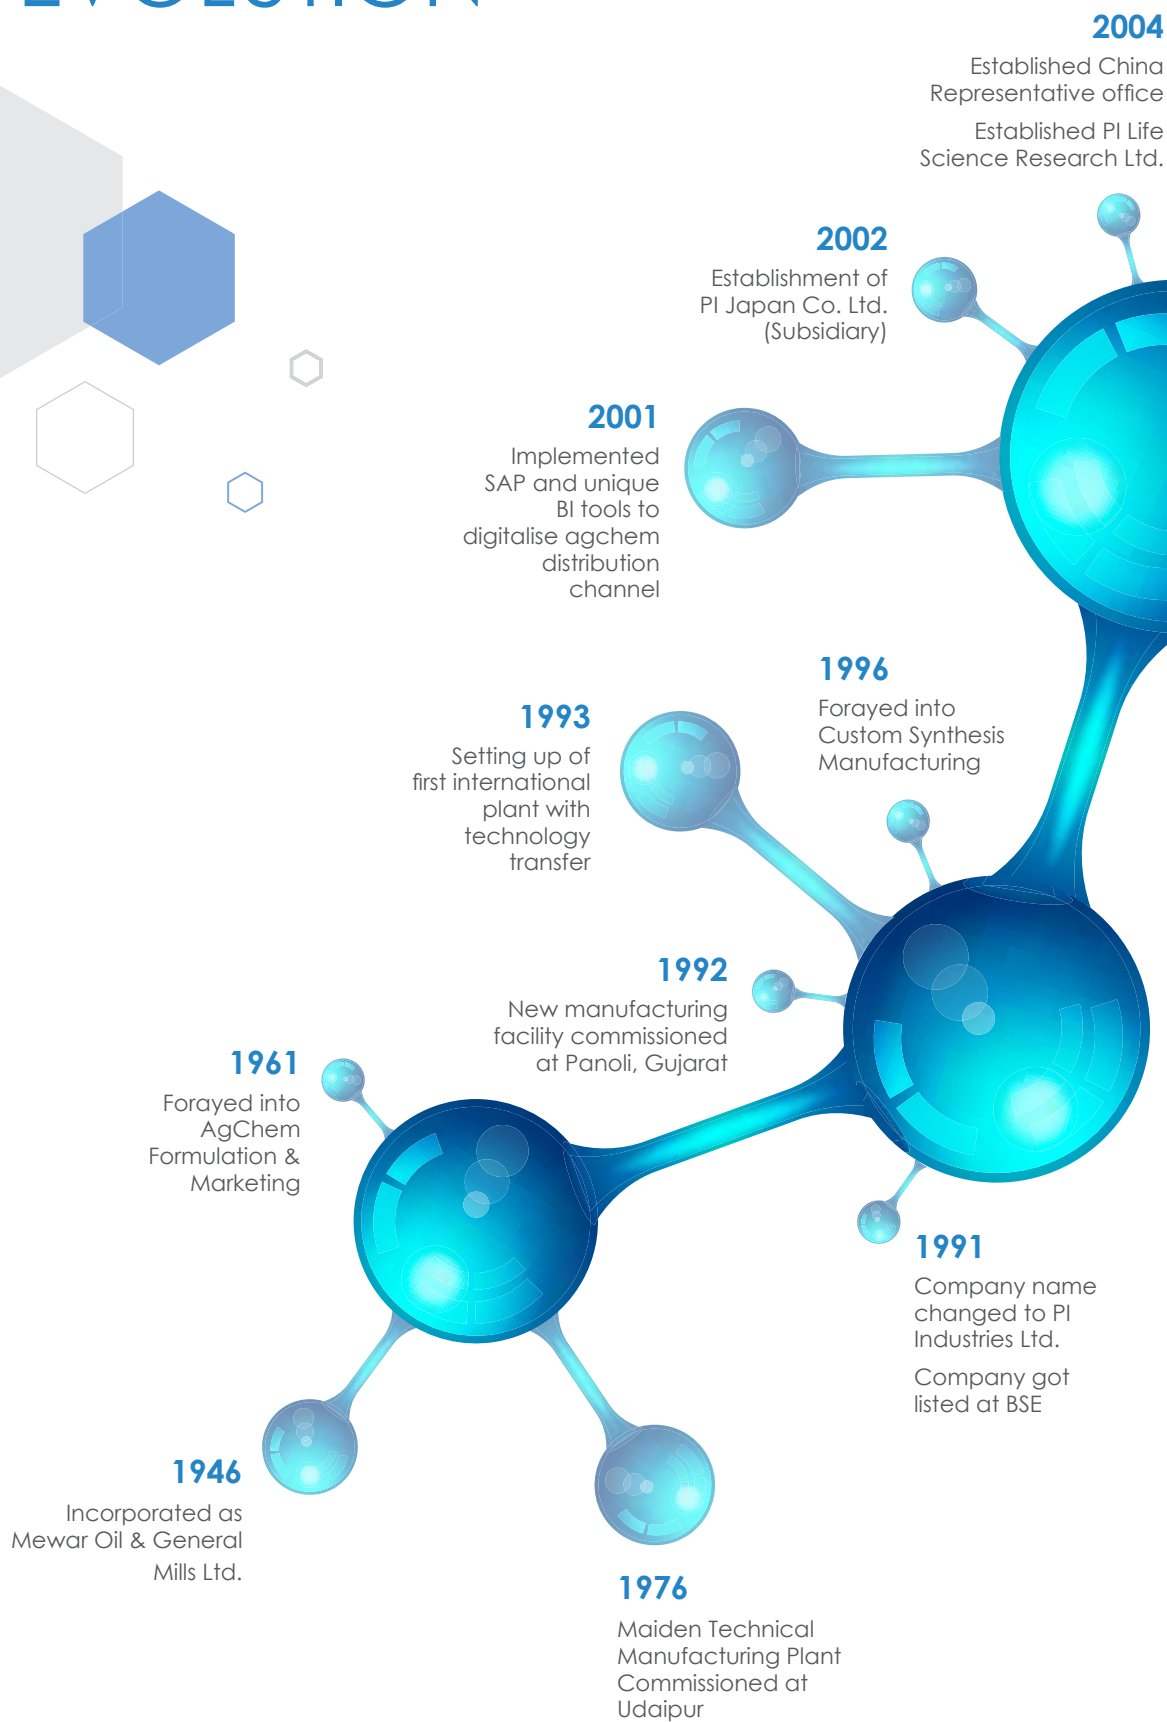 EVOLUTION
2004
Established China
Representative office
Established PI Life
Science Research Ltd.
2002
Establishment of
PI Japan Co. Ltd.
(Subsidiary)
2001
Implemented
SAP and unique
BI tools to
digitalise agchem
distribution
channel
1996
Forayed into
Custom Synthesis
Manufacturing
1993
Setting up of
first international
plant with
technology
transfer
1992
New manufacturing
facility commissioned
at Panoli, Gujarat
1961
Forayed into
AgChem
Formulation &
Marketing
1991
Company name
changed to PI
Industries Ltd.
Company got
listed at BSE
1946
Incorporated as
Mewar Oil & General
Mills Ltd.
1976
Maiden Technical
Manufacturing Plant
Commissioned at
Udaipur